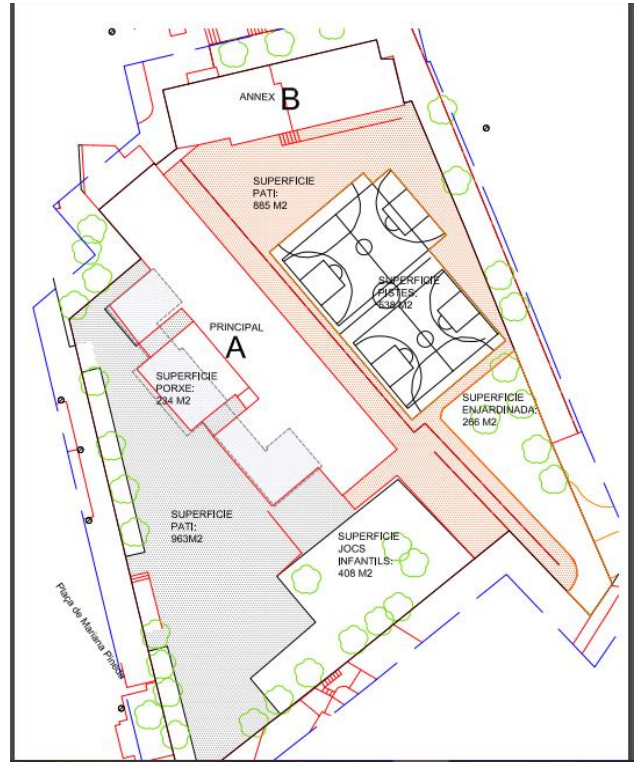 ANNEX B
SUPERFICIE
PATI:
885 M2
SUPERFICIE
PISTES:
538 M2
PRINCIPAL
A
SUPERFICIE
PORXE:
234 M2
SUPERFICIE
ENJARDINADA:
266 M2
SUPERFICIE
PATI:
963M2
SUPERFICIE
JOCS
INFANTILS:
408 M2
Plaça de Mariana Pineda